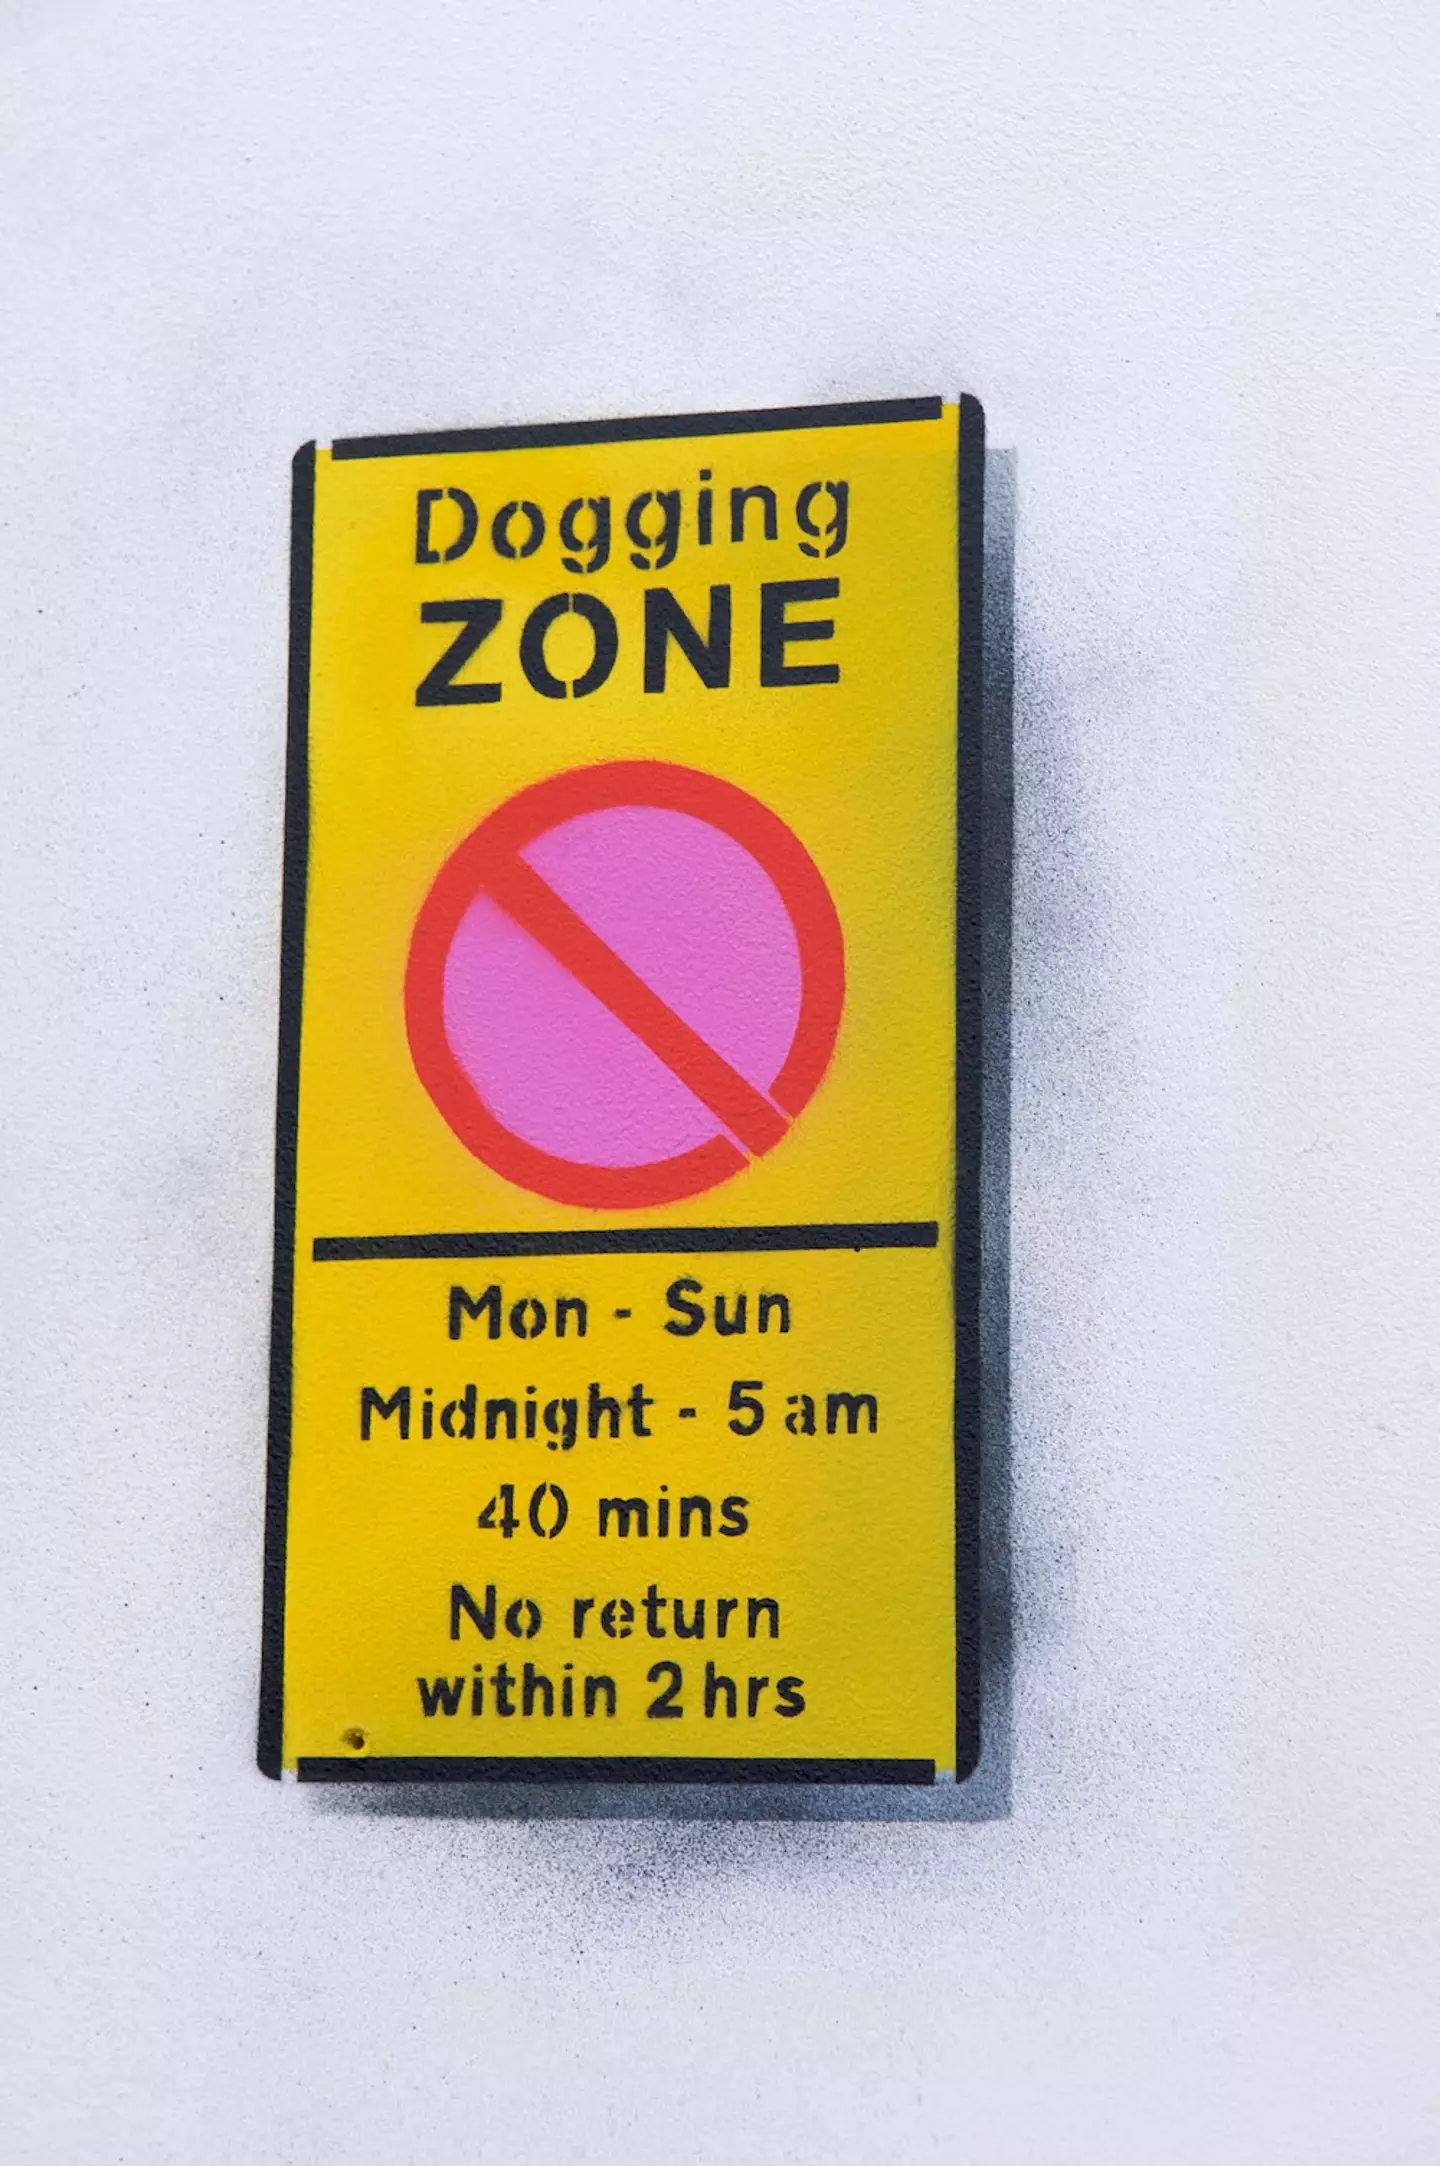 Dogging
ZONE
Mon - Sun
Midnight - 5 am
40 mins
No return
within 2 hrs